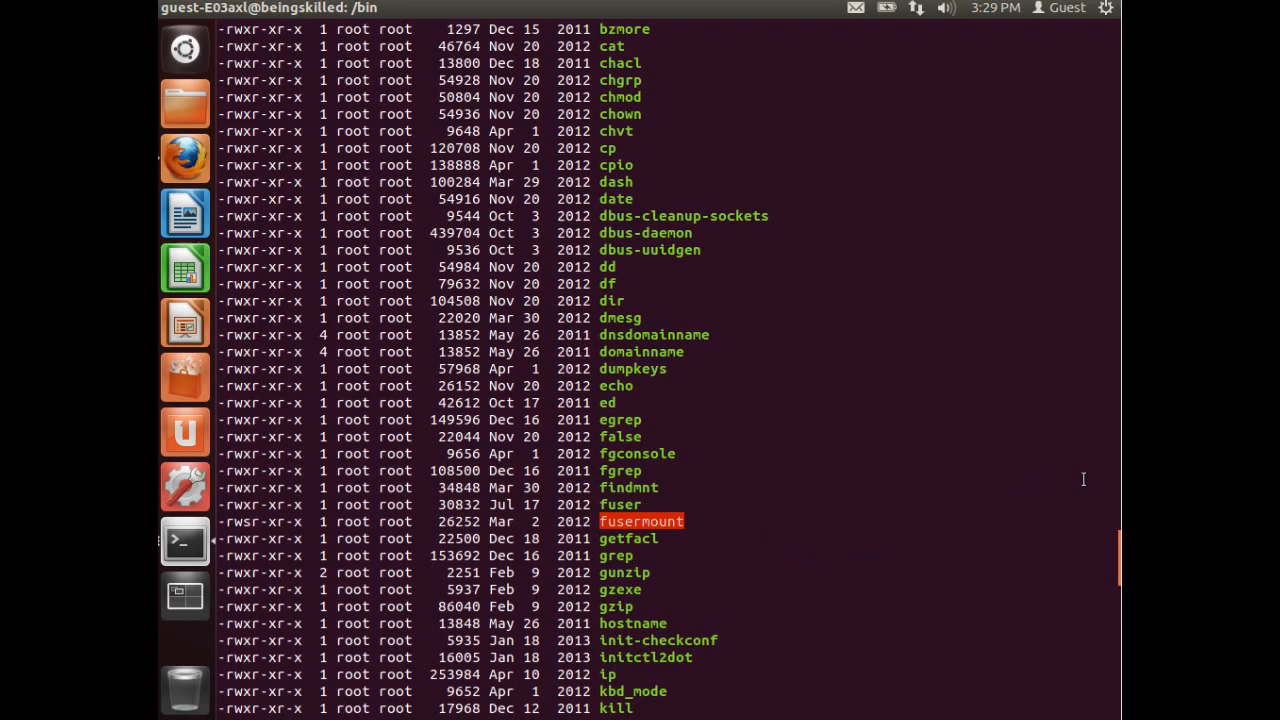 guest-E03axl@beingskilled: /bin 3:29 PM Guest
-rwxr-xr-x 1 root root 1297 Dec 15 2011 bzmore
-rwxr-xr-x 1 root root 46764 Nov 20 2012 cat
-rwxr-xr-x 1 root root 13800 Dec 18 2011 chacl
-rwxr-xr-x 1 root root 54928 Nov 20 2012 chgrp
-rwxr-xr-x 1 root root 50804 Nov 20 2012 chmod
-rwxr-xr-x 1 root root 54936 Nov 20 2012 chown
-rwxr-xr-x 1 root root 9648 Apr 1 2012 chvt
-rwxr-xr-x 1 root root 120708 Nov 20 2012 cp
-rwxr-xr-x 1 root root 138888 Apr 1 2012 cpio
-rwxr-xr-x 1 root root 100284 Mar 29 2012 dash
-rwxr-xr-x 1 root root 54916 Nov 20 2012 date
-rwxr-xr-x 1 root root 9544 Oct 3 2012 dbus-cleanup-sockets
-rwxr-xr-x 1 root root 439704 Oct 3 2012 dbus-daemon
-rwxr-xr-x 1 root root 9536 Oct 3 2012 dbus-uuidgen
-rwxr-xr-x 1 root root 54984 Nov 20 2012 dd
-rwxr-xr-x 1 root root 79632 Nov 20 2012 df
-rwxr-xr-x 1 root root 104508 Nov 20 2012 dir
-rwxr-xr-x 1 root root 22020 Mar 30 2012 dmesg
-rwxr-xr-x 4 root root 13852 May 26 2011 dnsdomainname
-rwxr-xr-x 4 root root 13852 May 26 2011 domainname
-rwxr-xr-x 1 root root 57968 Apr 1 2012 dumpkeys
-rwxr-xr-x 1 root root 26152 Nov 20 2012 echo
-rwxr-xr-x 1 root root 42612 Oct 17 2011 ed
-rwxr-xr-x 1 root root 149596 Dec 16 2011 egrep
-rwxr-xr-x 1 root root 22044 Nov 20 2012 false
-rwxr-xr-x 1 root root 9656 Apr 1 2012 fgconsole
-rwxr-xr-x 1 root root 108500 Dec 16 2011 fgrep
-rwxr-xr-x 1 root root 34848 Mar 30 2012 findmnt
-rwxr-xr-x 1 root root 30832 Jul 17 2012 fuser
-rwsr-xr-x 1 root root 26252 Mar 2 2012 fusermount
-rwxr-xr-x 1 root root 22500 Dec 18 2011 getfacl
-rwxr-xr-x 1 root root 153692 Dec 16 2011 grep
-rwxr-xr-x 2 root root 2251 Feb 9 2012 gunzip
-rwxr-xr-x 1 root root 5937 Feb 9 2012 gzexe
-rwxr-xr-x 1 root root 86040 Feb 9 2012 gzip
-rwxr-xr-x 1 root root 13848 May 26 2011 hostname
-rwxr-xr-x 1 root root 5935 Jan 18 2013 init-checkconf
-rwxr-xr-x 1 root root 16005 Jan 18 2013 initctl2dot
-rwxr-xr-x 1 root root 253984 Apr 10 2012 ip
-rwxr-xr-x 1 root root 9652 Apr 1 2012 kbd_mode
-rwxr-xr-x 1 root root 17968 Dec 12 2011 kill